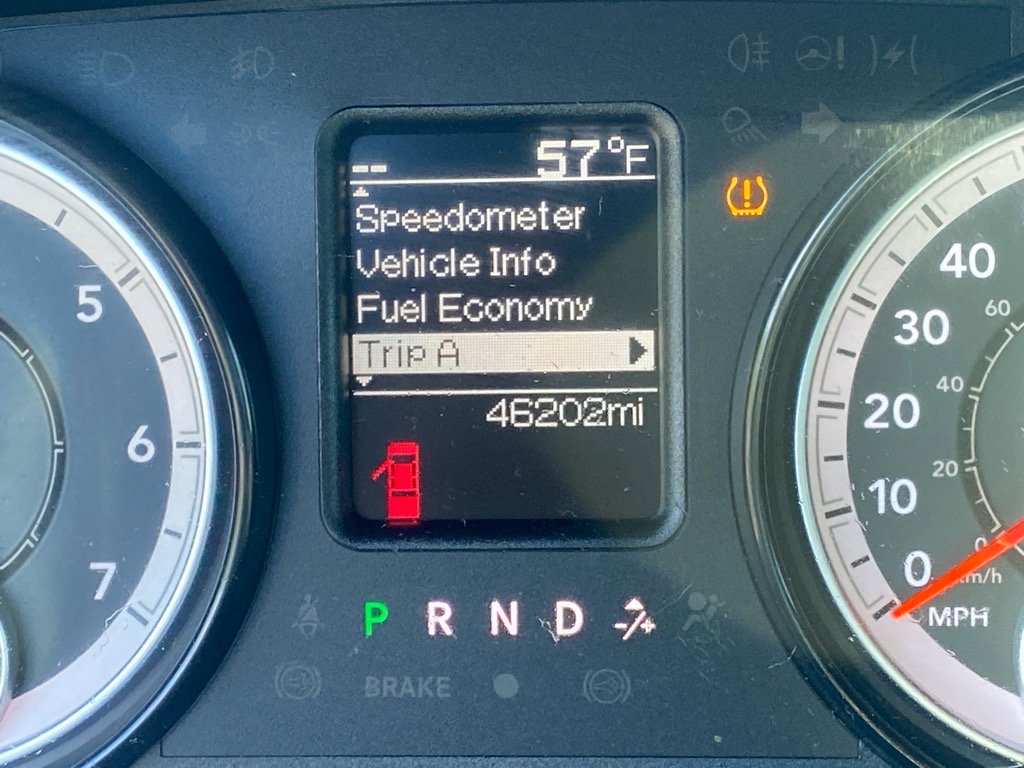 -- 57°F
Speedometer
Vehicle Info
Fuel Economy
Trip A
46202mi
5
6
7
40
30
20
10
0
MPH
60
40
20
0
km/h
P R N D -/+
BRAKE